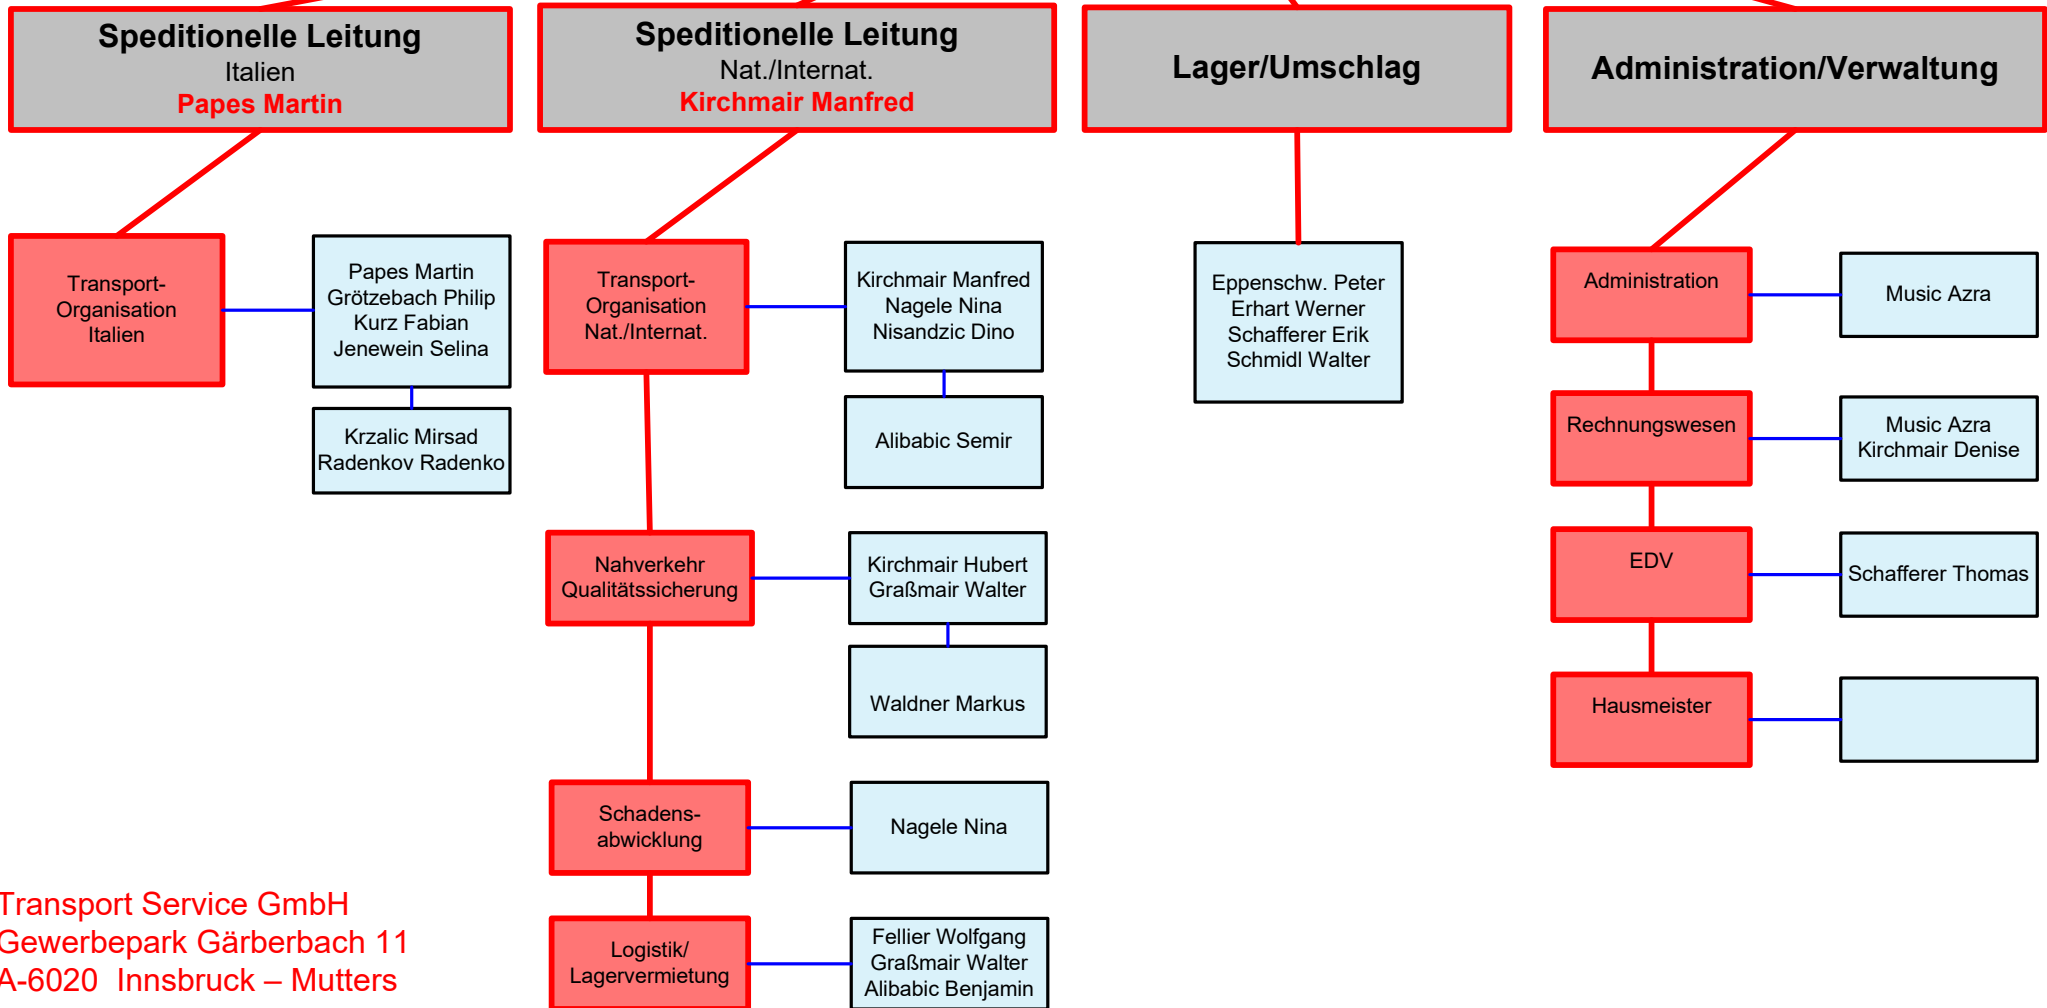 Speditionelle Leitung
Italien
Papes Martin
Speditionelle Leitung
Nat./Internat.
Kirchmair Manfred
Lager/Umschlag
Administration/Verwaltung
Transport-
Organisation
Italien
Papes Martin
Grötzebach Philip
Kurz Fabian
Jenewein Selina
Krzalic Mirsad
Radenkov Radenko
Transport-
Organisation
Nat./Internat.
Kirchmair Manfred
Nagele Nina
Nisandzic Dino
Alibabic Semir
Nahverkehr
Qualitätssicherung
Kirchmair Hubert
Graßmair Walter
Waldner Markus
Schadens-
abwicklung
Nagele Nina
Logistik/
Lagervermietung
Fellier Wolfgang
Graßmair Walter
Alibabic Benjamin
Eppenschw. Peter
Erhart Werner
Schafferer Erik
Schmidl Walter
Administration
Music Azra
Rechnungswesen
Music Azra
Kirchmair Denise
EDV
Schafferer Thomas
Hausmeister
Transport Service GmbH
Gewerbepark Gärberbach 11
A-6020 Innsbruck – Mutters